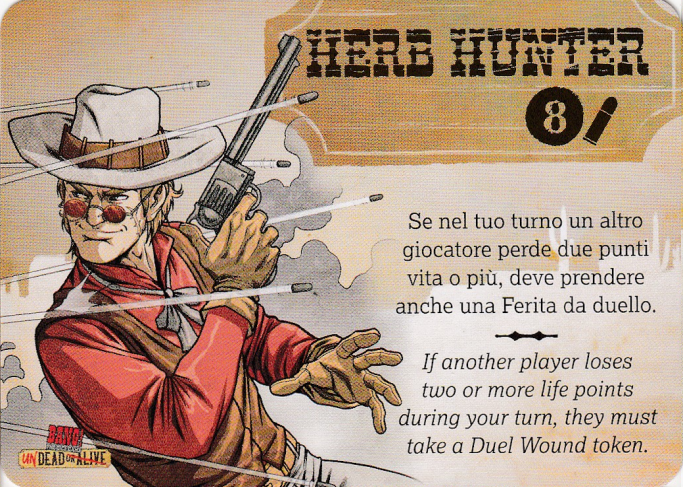 HERB HUNTER
8
Se nel tuo turno un altro
giocatore perde due punti
vita o più, deve prendere
anche una Ferita da duello.
If another player loses
two or more life points
during your turn, they must
take a Duel Wound token.
BANG!
UNDEAD OR ALIVE